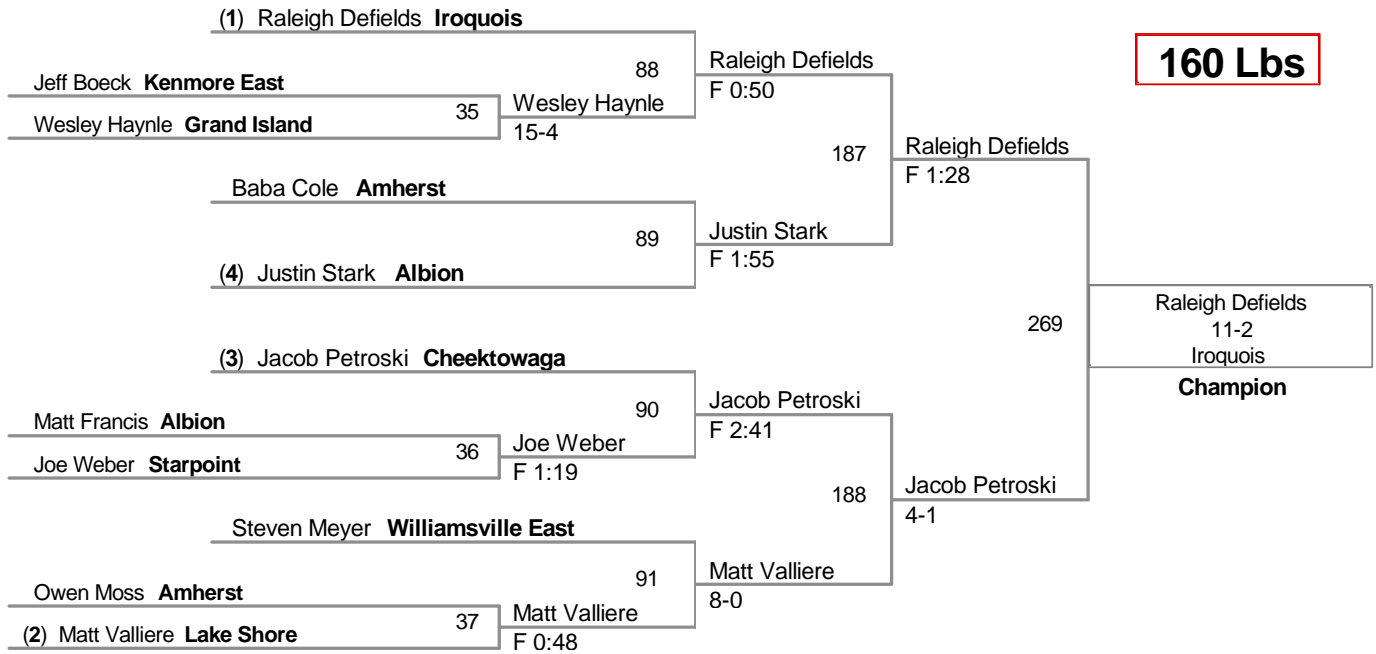 (1) Raleigh Defields Iroquois
160 Lbs
88
Raleigh Defields
F 0:50
Jeff Boeck Kenmore East
35
Wesley Haynle
15-4
Wesley Haynle Grand Island
187
Raleigh Defields
F 1:28
Baba Cole Amherst
89
Justin Stark
F 1:55
(4) Justin Stark Albion
269
Raleigh Defields
11-2
Iroquois
Champion
(3) Jacob Petroski Cheektowaga
90
Jacob Petroski
F 2:41
Matt Francis Albion
36
Joe Weber
F 1:19
Joe Weber Starpoint
188
Jacob Petroski
4-1
Steven Meyer Williamsville East
91
Matt Valliere
8-0
Owen Moss Amherst
37
Matt Valliere
F 0:48
(2) Matt Valliere Lake Shore